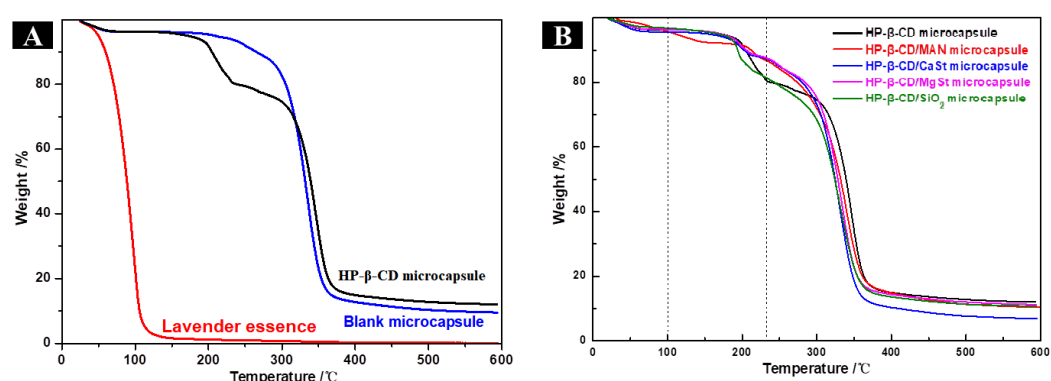 A
Weight /%
80
60
40
20
0
HP-β-CD microcapsule
Lavender essence
Blank microcapsule
0
100
200
300
400
500
600
Temperature /℃
B
HP-β-CD microcapsule
HP-β-CD/MAN microcapsule
HP-β-CD/CaSt microcapsule
HP-β-CD/MgSt microcapsule
HP-β-CD/SiO₂ microcapsule
Weight /%
80
60
40
20
0
0
100
200
300
400
500
600
Temperature /℃